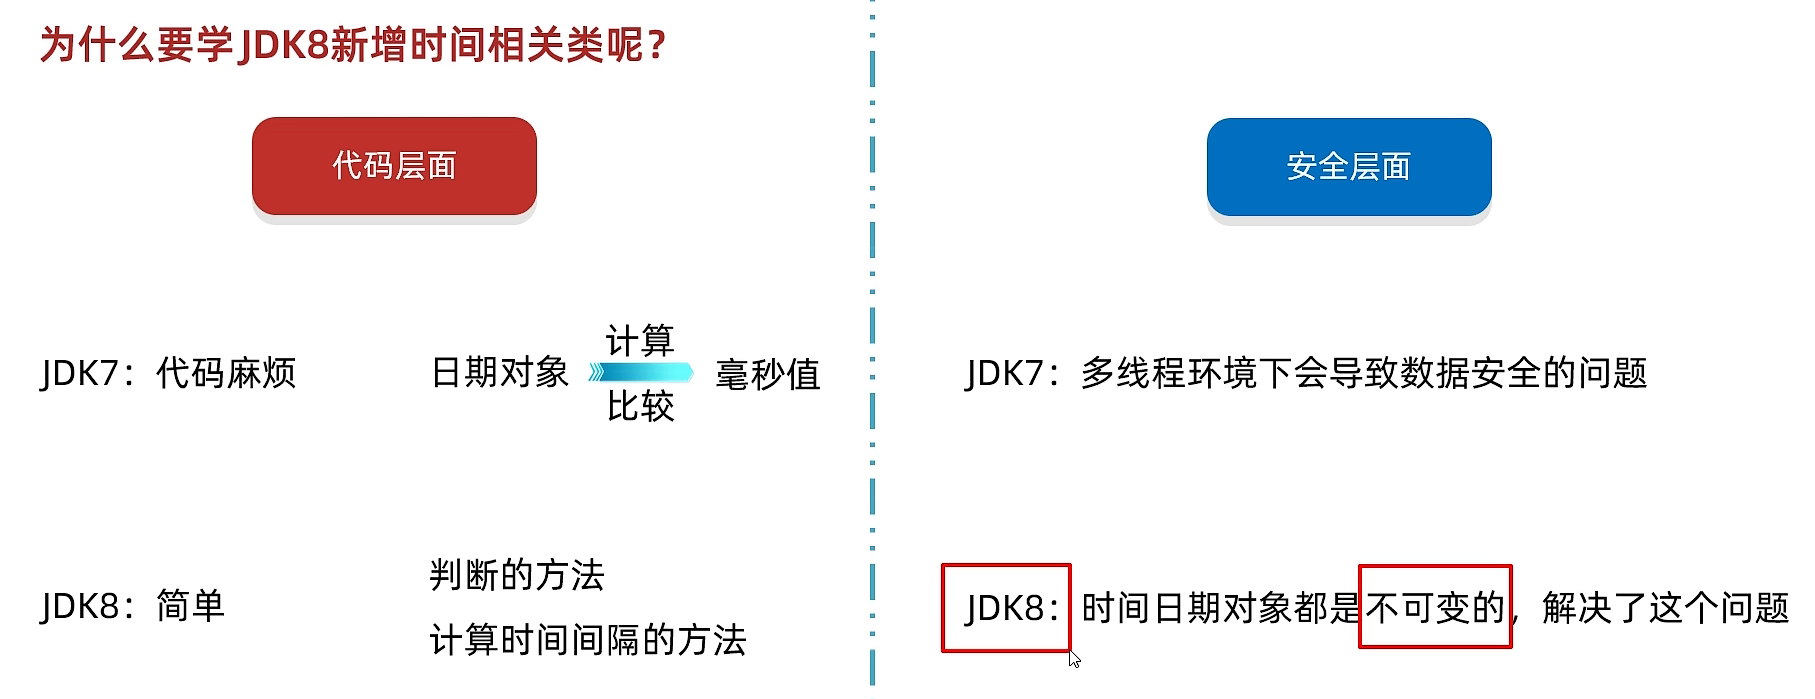 为什么要学JDK8新增时间相关类呢？
代码层面
JDK7：代码麻烦
日期对象
计算
比较
毫秒值
JDK8：简单
判断的方法
计算时间间隔的方法
安全层面
JDK7：多线程环境下会导致数据安全的问题
JDK8：时间日期对象都是不可变的，解决了这个问题